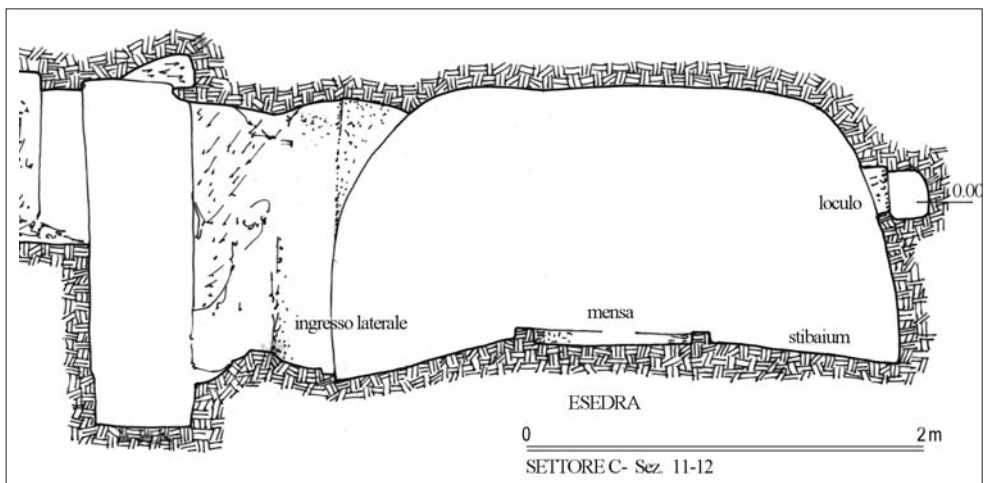 loculo
0.00
ingresso laterale
mensa
stibaium
ESEDRA
0 2 m
SETTORE C- Sez. 11-12